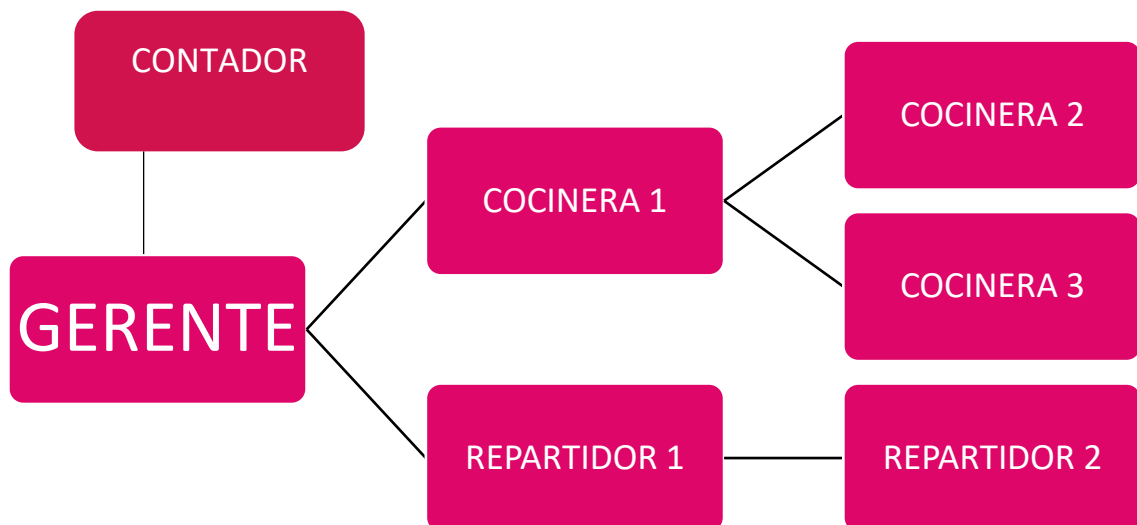 CONTADOR
GERENTE
COCINERA 1
REPARTIDOR 1
COCINERA 2
COCINERA 3
REPARTIDOR 2